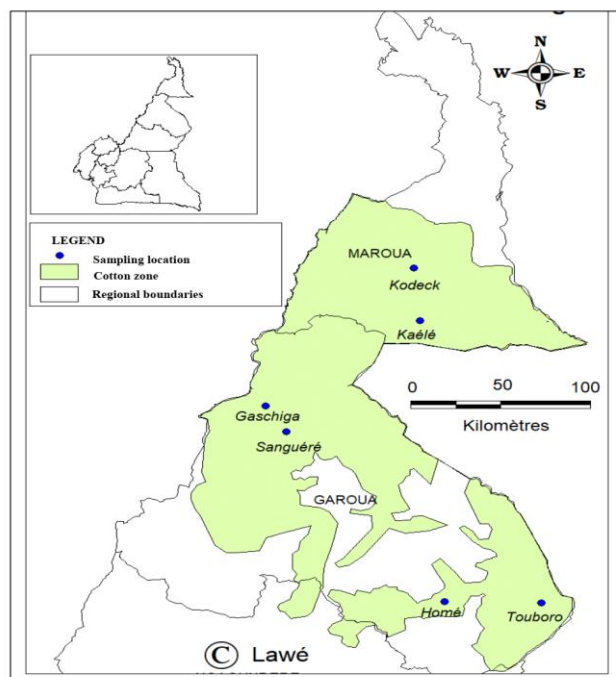 N
W E
S
LEGEND
Sampling location
Cotton zone
Regional boundaries
MAROUA
Kodeck
Kaélé
0 50 100
Kilomètres
Gaschiga
Sanguéré
GAROUA
Homé
Touboro
© Lawé